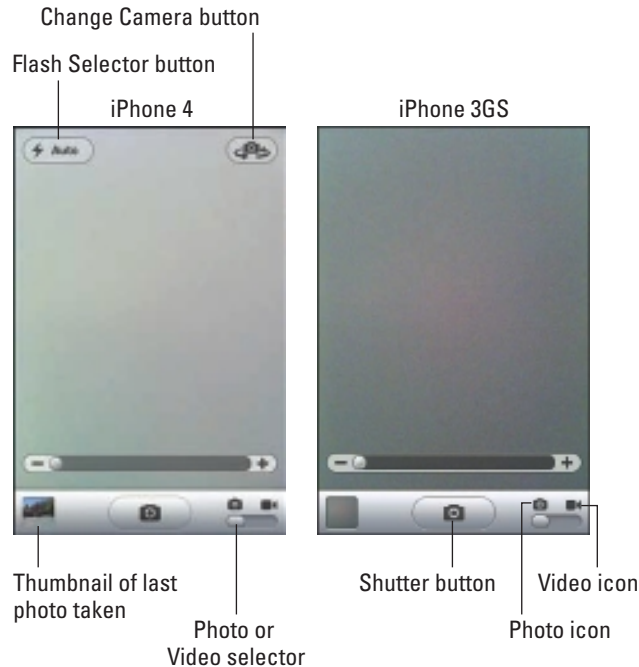 Change Camera button
Flash Selector button
iPhone 4
iPhone 3GS
Auto
Thumbnail of last
photo taken
Photo or
Video selector
Shutter button
Video icon
Photo icon